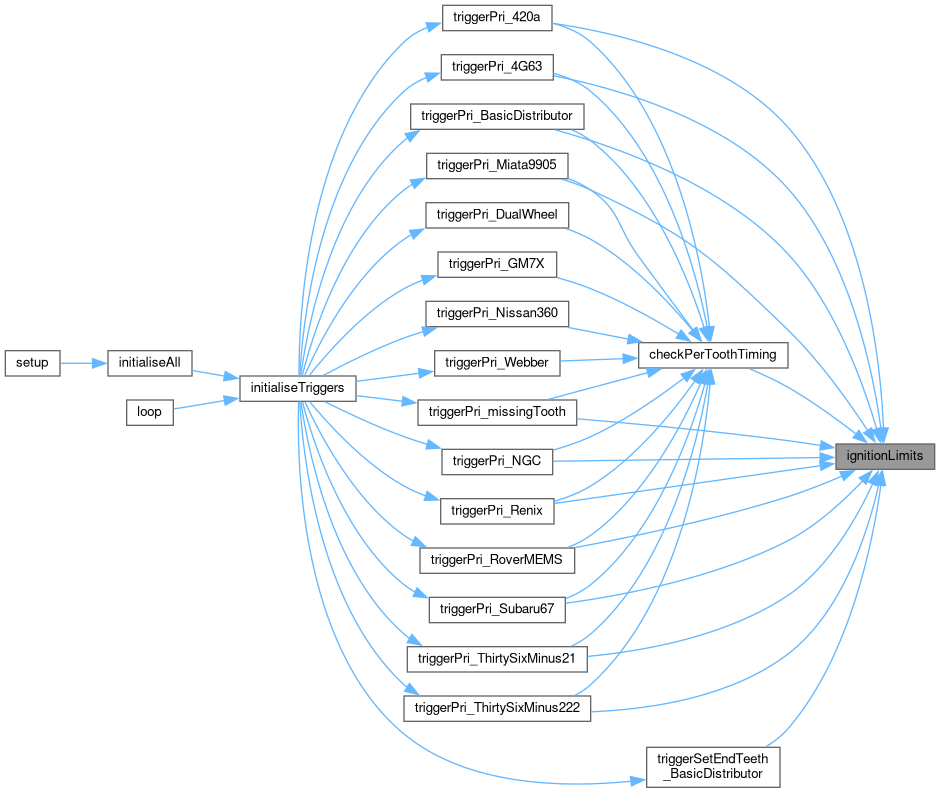 triggerPri_420a
triggerPri_4G63
triggerPri_BasicDistributor
triggerPri_Miata9905
triggerPri_DualWheel
triggerPri_GM7X
triggerPri_Nissan360
checkPerToothTiming
setup
initialiseAll
triggerPri_Webber
initialiseTriggers
loop
triggerPri_missingTooth
ignitionLimits
triggerPri_NGC
triggerPri_Renix
triggerPri_RoverMEMS
triggerPri_Subaru67
triggerPri_ThirtySixMinus21
triggerPri_ThirtySixMinus222
triggerSetEndTeeth
_BasicDistributor